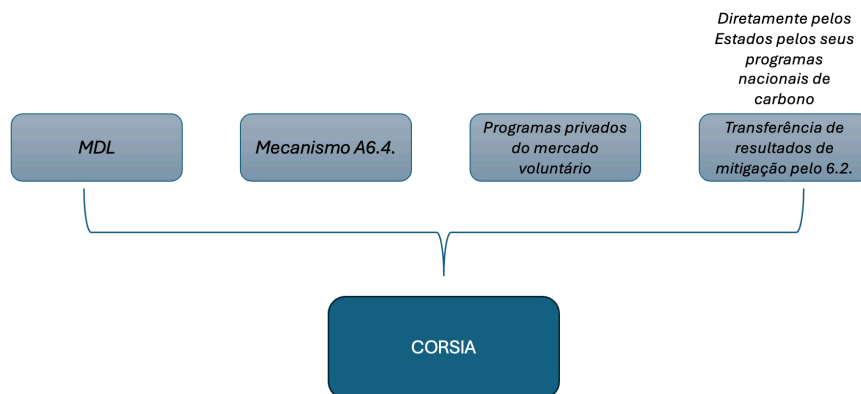 Diretamente pelos
Estados pelos seus
programas
nacionais de
carbono
MDL
Mecanismo A6.4.
Programas privados
do mercado
voluntário
Transferência de
resultados de
mitigação pelo 6.2.
CORSIA